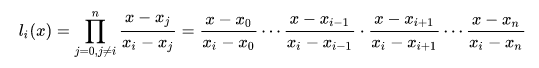 $l_i(x) = \prod_{j=0, j \neq i}^{n} \frac{x - x_j}{x_i - x_j} = \frac{x - x_0}{x_i - x_0} \cdots \frac{x - x_{i-1}}{x_i - x_{i-1}} \cdot \frac{x - x_{i+1}}{x_i - x_{i+1}} \cdots \frac{x - x_n}{x_i - x_n}$